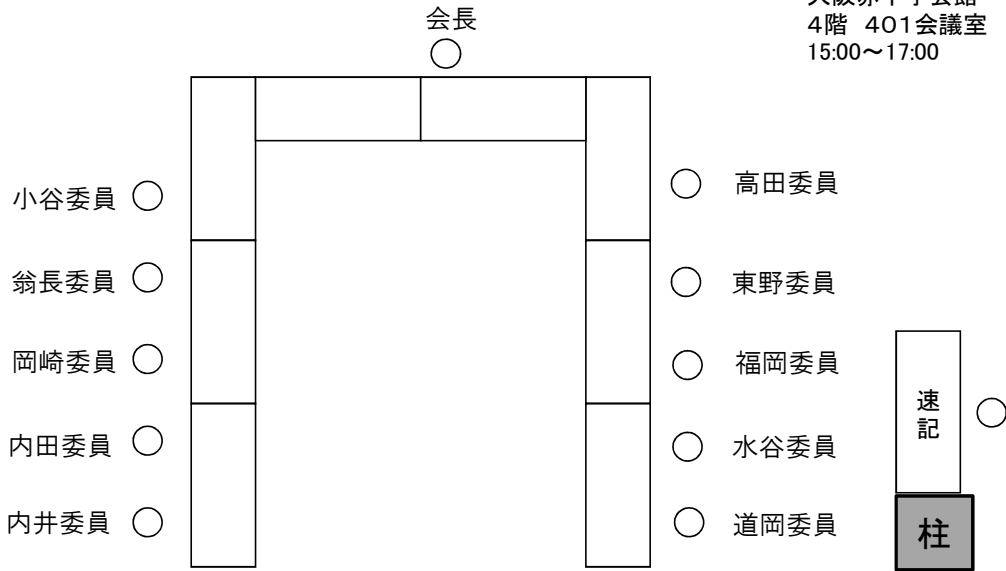 会長
4階 401会議室
15:00～17:00
小谷委員
高田委員
翁長委員
東野委員
岡崎委員
福岡委員
内田委員
水谷委員
内井委員
道岡委員
速記
柱